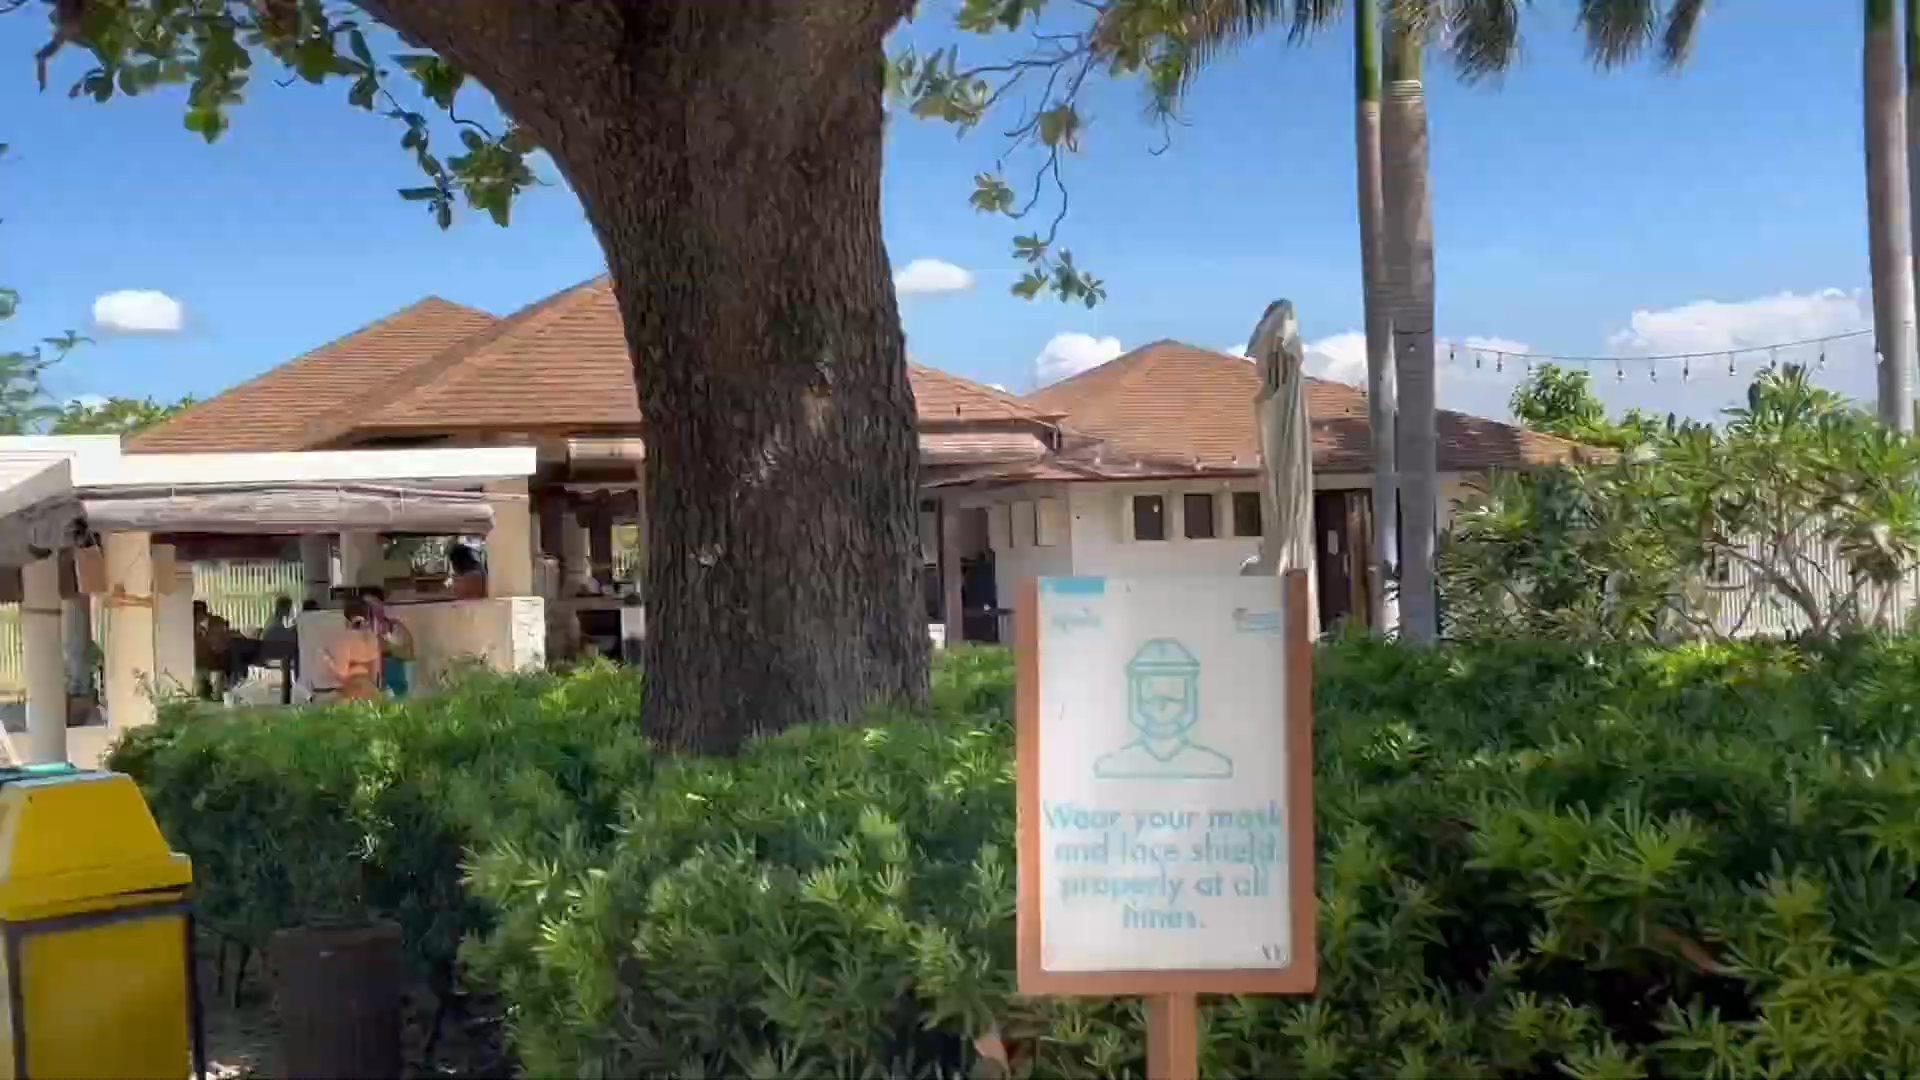 Wear your mask
and face shield
properly at all
times.